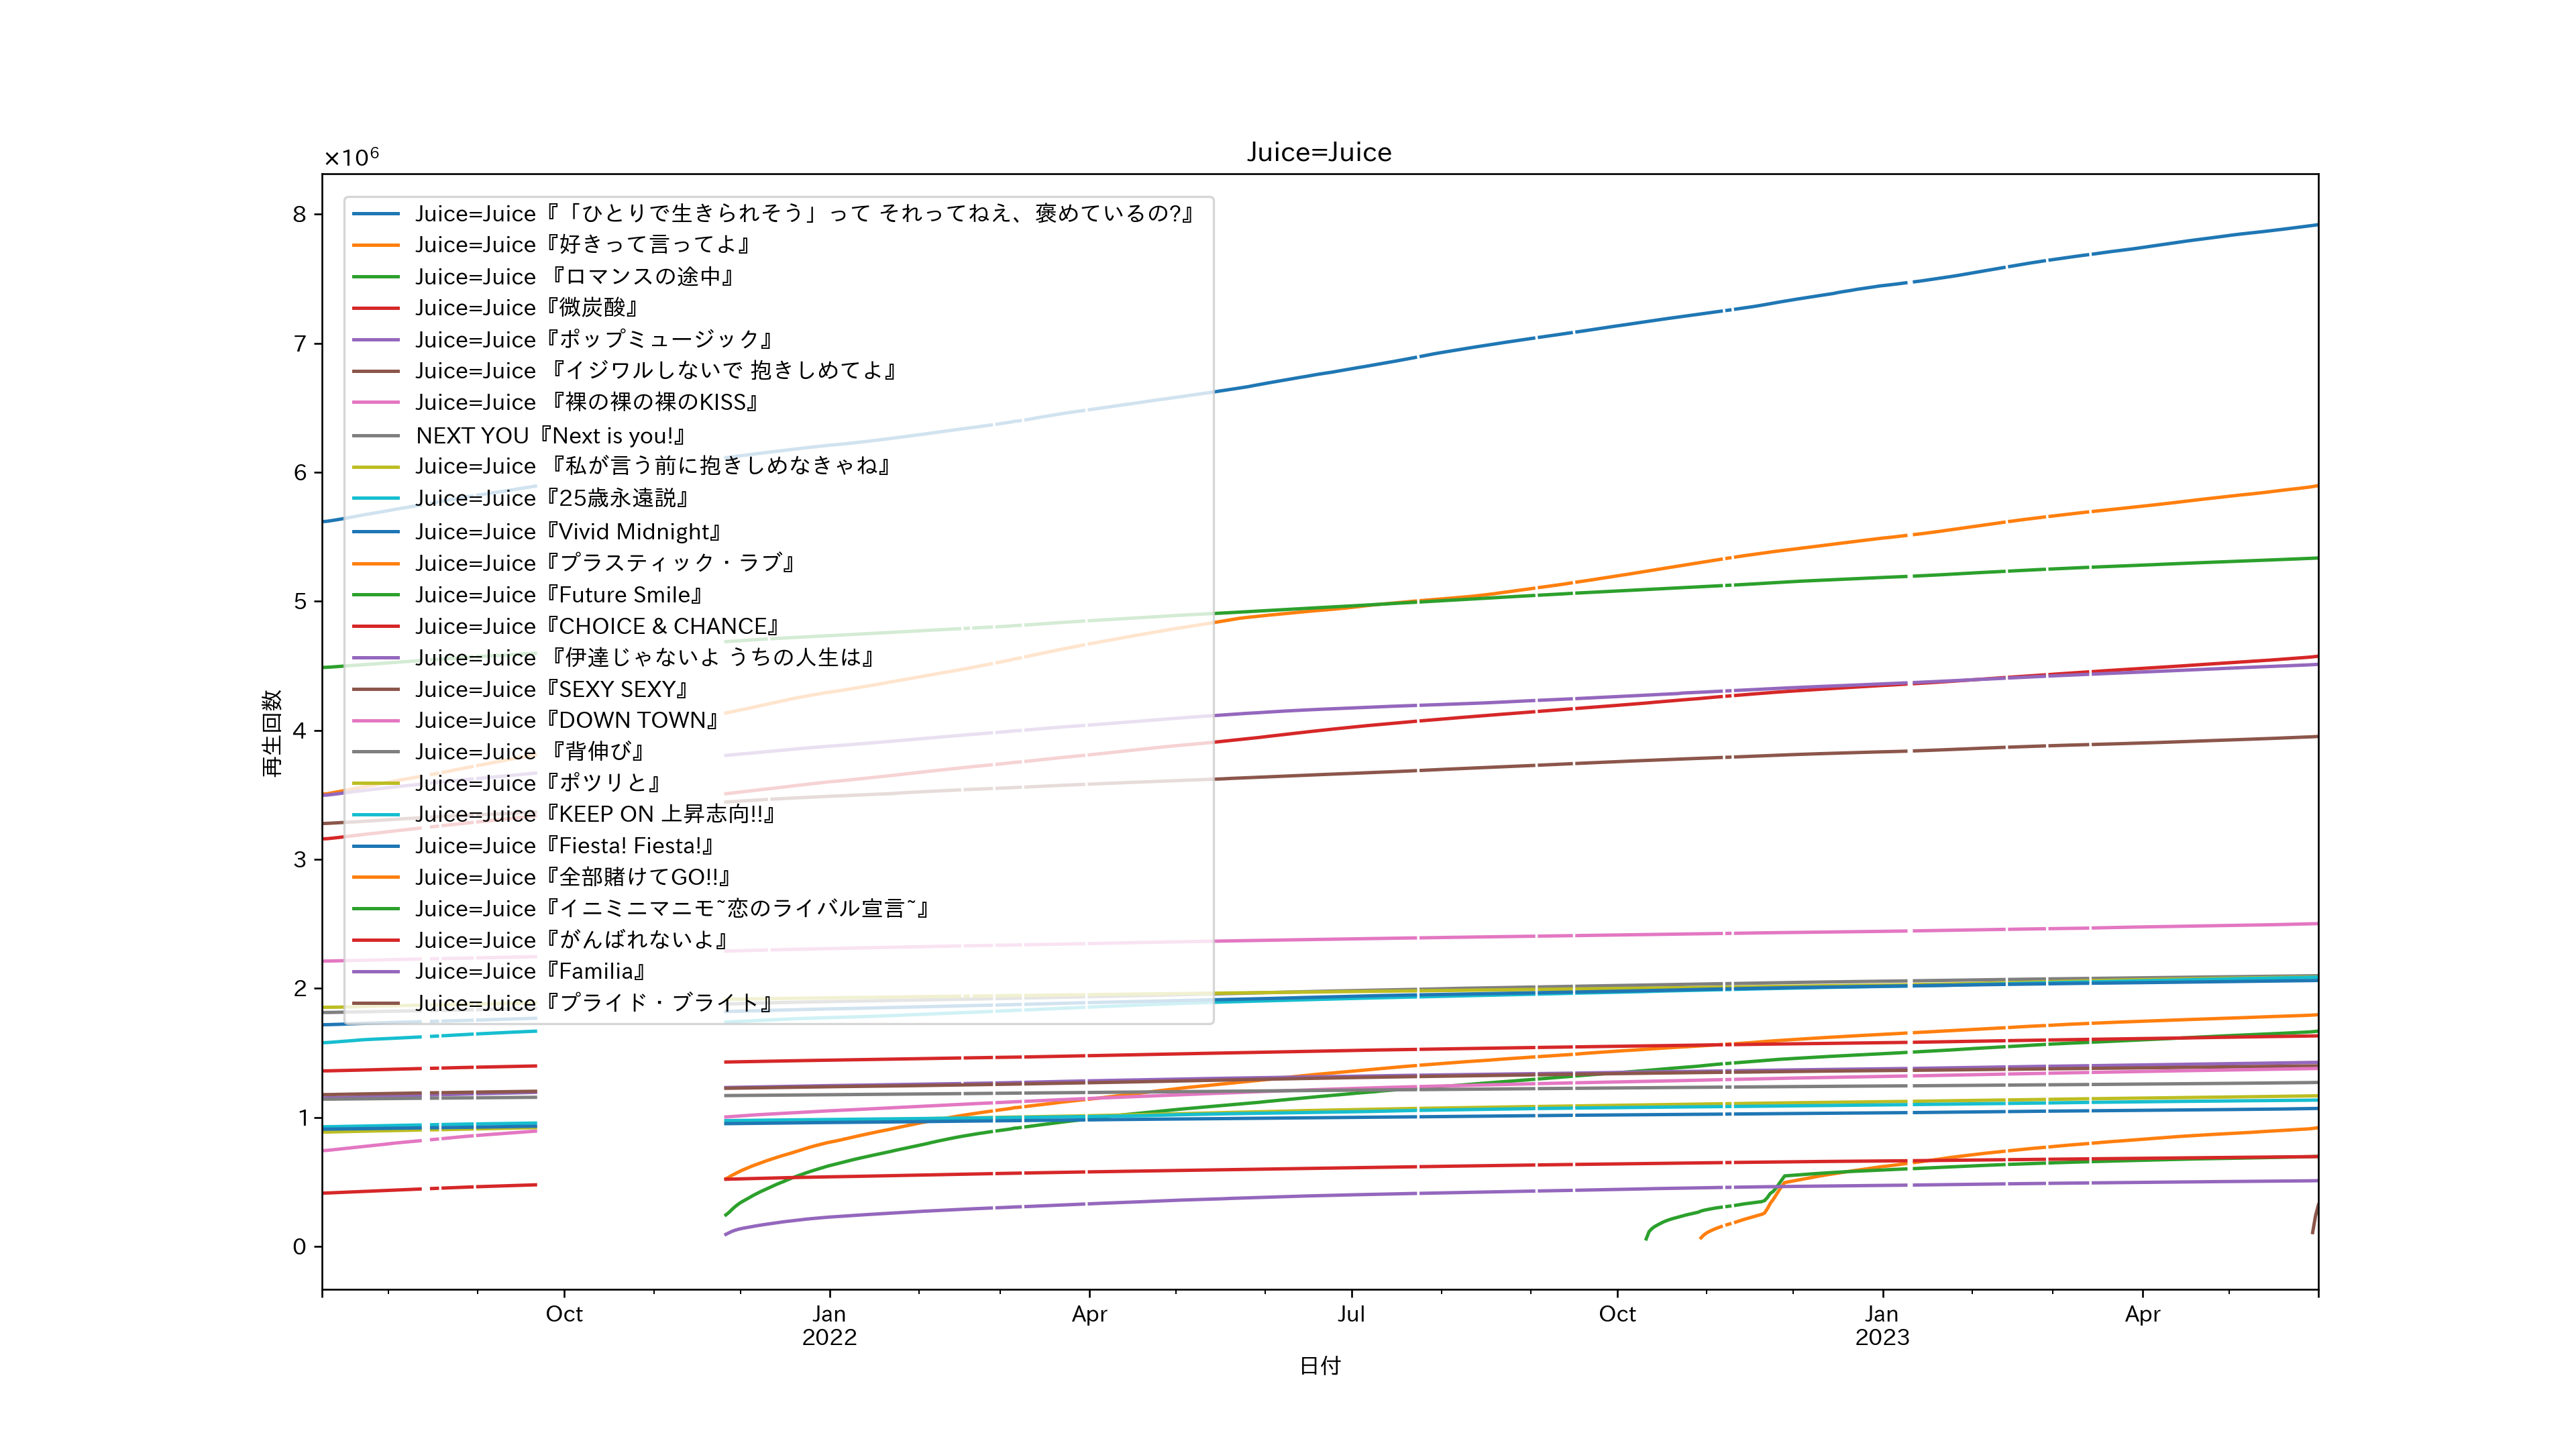 Juice=Juice
×10⁶
8
7
6
5
4
3
2
1
0
再生回数
Juice=Juice『「ひとりで生きられそう」って それってねえ、褒めているの?』
Juice=Juice『好きって言ってよ』
Juice=Juice 『ロマンスの途中』
Juice=Juice『微炭酸』
Juice=Juice『ポップミュージック』
Juice=Juice 『イジワルしないで 抱きしめてよ』
Juice=Juice 『裸の裸の裸のKISS』
NEXT YOU『Next is you!』
Juice=Juice 『私が言う前に抱きしめなきゃね』
Juice=Juice『25歳永遠説』
Juice=Juice『Vivid Midnight』
Juice=Juice『プラスティック・ラブ』
Juice=Juice『Future Smile』
Juice=Juice『CHOICE & CHANCE』
Juice=Juice 『伊達じゃないよ うちの人生は』
Juice=Juice『SEXY SEXY』
Juice=Juice『DOWN TOWN』
Juice=Juice 『背伸び』
Juice=Juice『ポツリと』
Juice=Juice『KEEP ON 上昇志向!!』
Juice=Juice『Fiesta! Fiesta!』
Juice=Juice『全部賭けてGO!!』
Juice=Juice『イニミニマニモ~恋のライバル宣言~』
Juice=Juice『がんばれないよ』
Juice=Juice『Familia』
Juice=Juice『プライド・ブライト』
Oct Jan Apr Jul Oct Jan Apr
2022 2023
日付